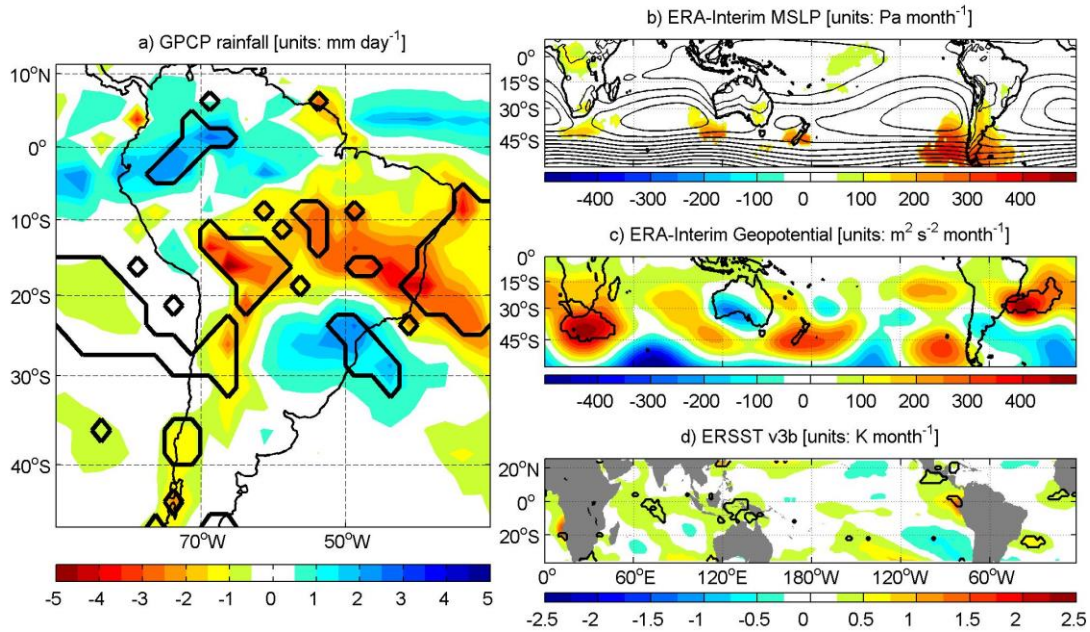 a) GPCP rainfall [units: mm day⁻¹]
10°N
0°
10°S
20°S
30°S
40°S
70°W 50°W
-5 -4 -3 -2 -1 0 1 2 3 4 5
b) ERA-Interim MSLP [units: Pa month⁻¹]
0°
15°S
30°S
45°S
-400 -300 -200 -100 0 100 200 300 400
c) ERA-Interim Geopotential [units: m² s⁻² month⁻¹]
0°
15°S
30°S
45°S
-400 -300 -200 -100 0 100 200 300 400
d) ERSST v3b [units: K month⁻¹]
20°N
0°
20°S
0° 60°E 120°E 180°W 120°W 60°W
-2.5 -2 -1.5 -1 -0.5 0 0.5 1 1.5 2 2.5